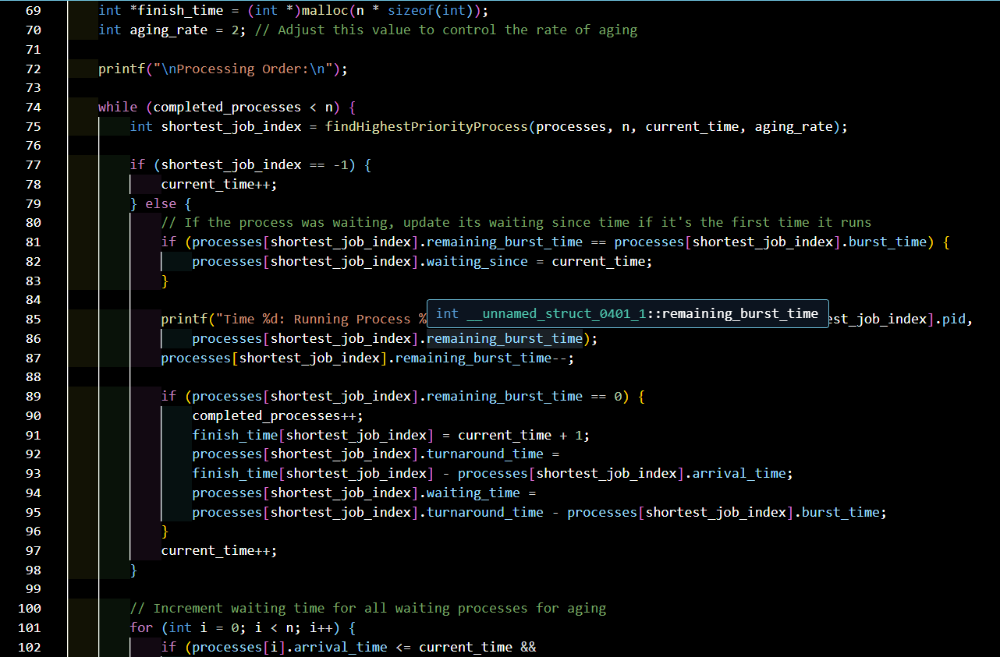 69 int *finish_time = (int *)malloc(n * sizeof(int));
70 int aging_rate = 2; // Adjust this value to control the rate of aging
71
72 printf("\nProcessing Order:\n");
73
74 while (completed_processes < n) {
75 int shortest_job_index = findHighestPriorityProcess(processes, n, current_time, aging_rate);
76
77 if (shortest_job_index == -1) {
78 current_time++;
79 } else {
80 // If the process was waiting, update its waiting since time if it's the first time it runs
81 if (processes[shortest_job_index].remaining_burst_time == processes[shortest_job_index].burst_time) {
82 processes[shortest_job_index].waiting_since = current_time;
83 }
84
int __unnamed_struct_0401_1::remaining_burst_time
85 printf("Time %d: Running Process % est_job_index].pid,
86 processes[shortest_job_index].remaining_burst_time);
87 processes[shortest_job_index].remaining_burst_time--;
88
89 if (processes[shortest_job_index].remaining_burst_time == 0) {
90 completed_processes++;
91 finish_time[shortest_job_index] = current_time + 1;
92 processes[shortest_job_index].turnaround_time =
93 finish_time[shortest_job_index] - processes[shortest_job_index].arrival_time;
94 processes[shortest_job_index].waiting_time =
95 processes[shortest_job_index].turnaround_time - processes[shortest_job_index].burst_time;
96 }
97 current_time++;
98 }
99
100 // Increment waiting time for all waiting processes for aging
101 for (int i = 0; i < n; i++) {
102 if (processes[i].arrival_time <= current_time &&